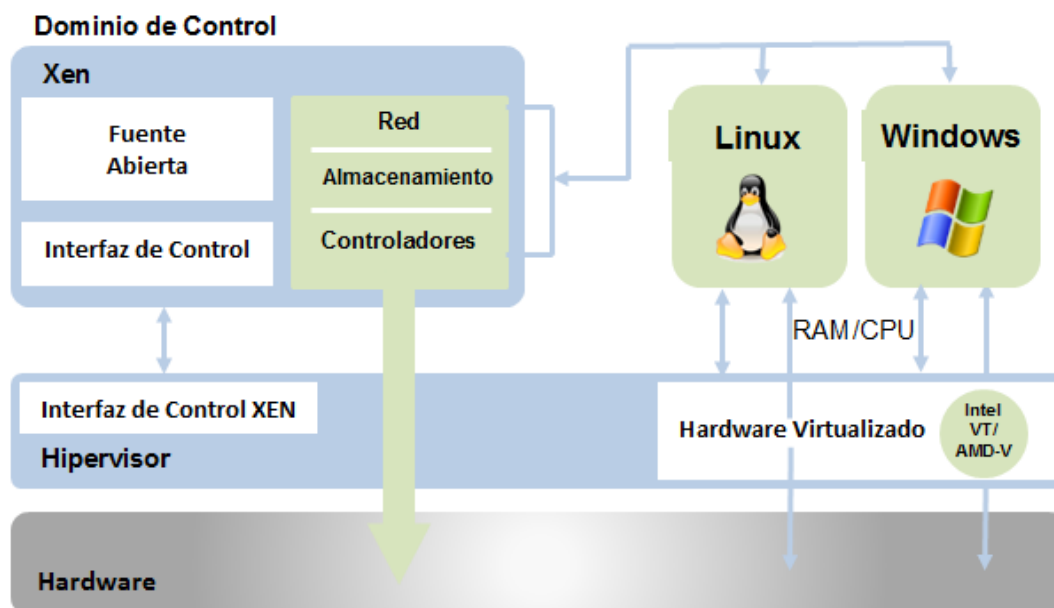 Dominio de Control
Xen
Fuente
Abierta
Interfaz de Control
Red
Almacenamiento
Controladores
Linux
Windows
RAM/CPU
Interfaz de Control XEN
Hipervisor
Hardware Virtualizado
Intel
VT/
AMD-V
Hardware